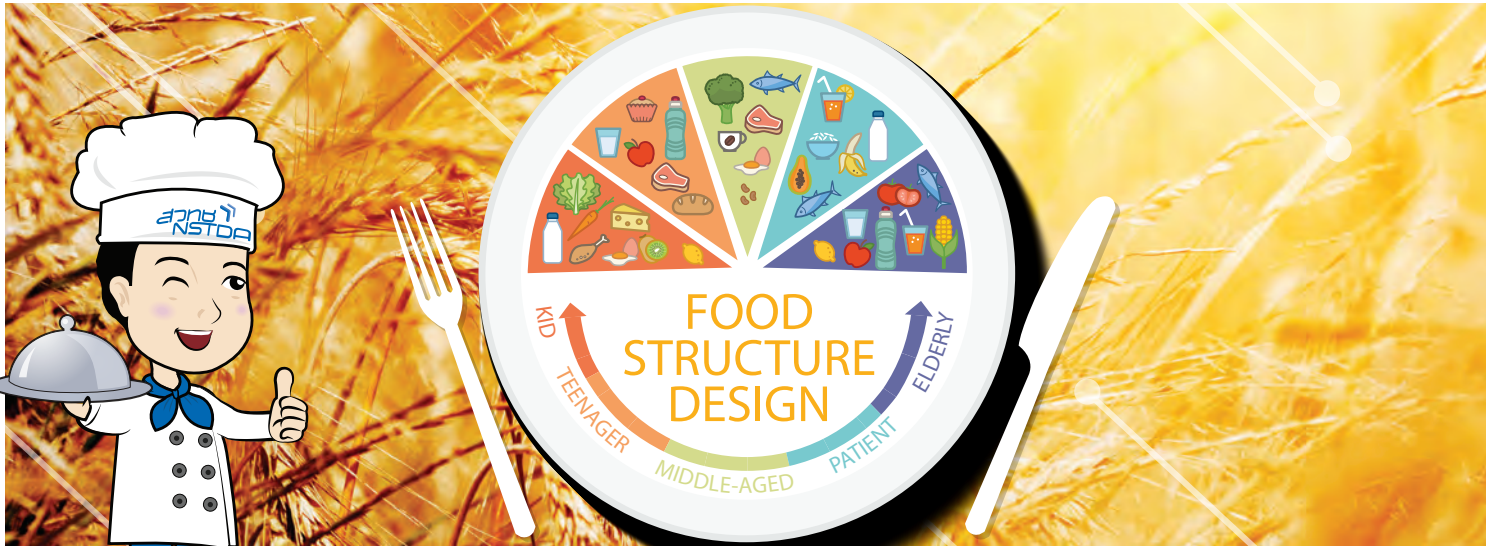 สวทช
NSTDA
FOOD
STRUCTURE
DESIGN
KID
TEENAGER
MIDDLE-AGED
PATIENT
ELDERLY